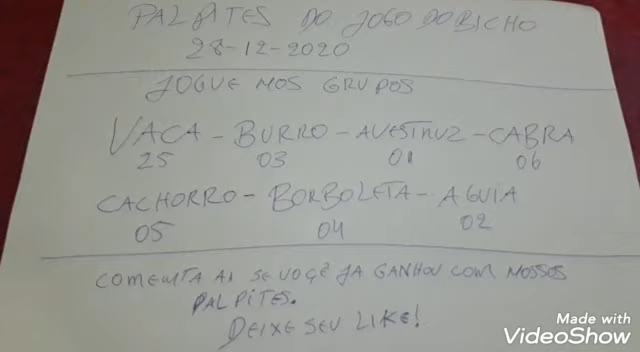 PALPITES DO JOGO DO BICHO
28-12-2020
JOGUE NOS GRUPOS
VACA - BURRO - AVESTRUZ - CABRA
25 03 01 06
CACHORRO - BORBOLETA - AGUIA
05 04 02
COMENTA AI SE VOÇÊ JA GANHOU COM NOSSOS
PALPITES.
DEIXE SEU LIKE!
Made with
VideoShow